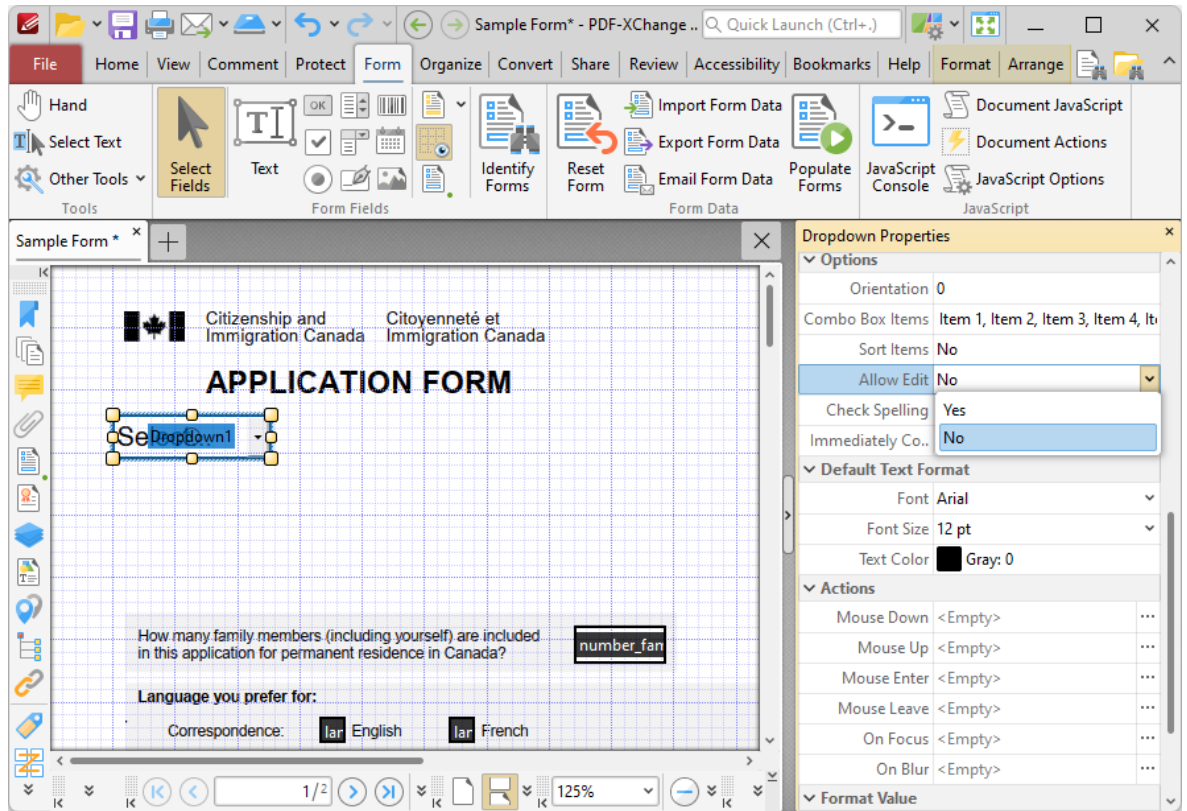 Sample Form* - PDF-XChange .. Quick Launch (Ctrl+.)
File Home View Comment Protect Form Organize Convert Share Review Accessibility Bookmarks Help Format Arrange
Hand
Select Text
Other Tools
Tools
Select Fields
Text
OK
Form Fields
Identify Forms
Reset Form
Import Form Data
Export Form Data
Email Form Data
Populate Forms
Form Data
JavaScript Console
Document JavaScript
Document Actions
JavaScript Options
JavaScript
Sample Form *
Citizenship and Immigration Canada
Citoyenneté et Immigration Canada
APPLICATION FORM
Dropdown1
How many family members (including yourself) are included
in this application for permanent residence in Canada?
number_fam
Language you prefer for:
Correspondence: lar English lar French
1/2
125%
Dropdown Properties
Options
Orientation 0
Combo Box Items Item 1, Item 2, Item 3, Item 4, Ite
Sort Items No
Allow Edit No
Check Spelling
Yes
Immediately Co..
No
Default Text Format
Font Arial
Font Size 12 pt
Text Color Gray: 0
Actions
Mouse Down <Empty>
Mouse Up <Empty>
Mouse Enter <Empty>
Mouse Leave <Empty>
On Focus <Empty>
On Blur <Empty>
Format Value